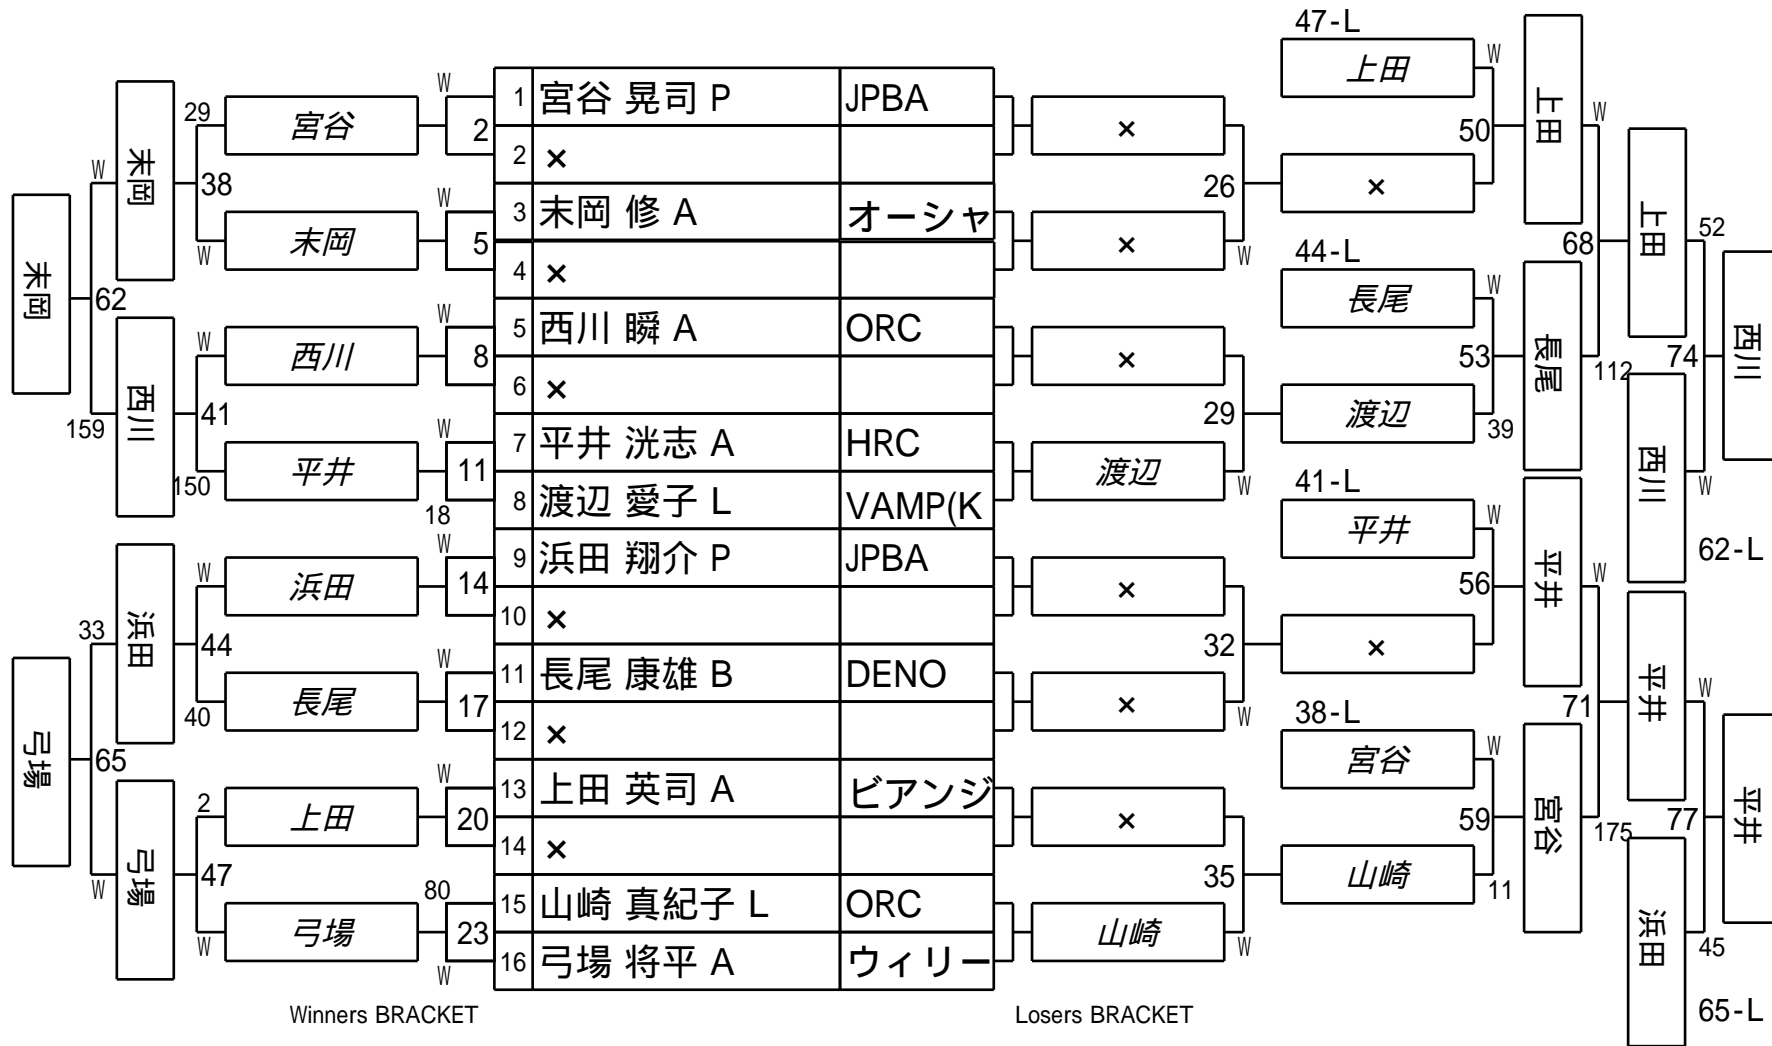 47-L
上田
W
50
×
上田
W
上田
68
52
44-L
長尾
W
53
渡辺
39
長尾
112
74
西川
西川
W
62-L
41-L
平井
W
56
×
平井
W
平井
W
71
38-L
宮谷
W
59
山崎
11
宮谷
175
77
平井
浜田
45
65-L
末岡
W
62
159
末岡
38
西川
41
29
宮谷
W
末岡
W
西川
150
平井
弓場
33
65
W
浜田
44
弓場
47
W
浜田
40
長尾
2
上田
W
弓場
W
2
W
5
W
8
W
11
18
W
14
W
17
W
20
80
23
W
1 宮谷 晃司 P JPBA
2 ×
3 末岡 修 A オーシャ
4 ×
5 西川 瞬 A ORC
6 ×
7 平井 洸志 A HRC
8 渡辺 愛子 L VAMP(K
9 浜田 翔介 P JPBA
10 ×
11 長尾 康雄 B DENO
12 ×
13 上田 英司 A ビアンジ
14 ×
15 山崎 真紀子 L ORC
16 弓場 将平 A ウィリー
×
26
×
W
×
29
渡辺
W
×
32
×
W
×
35
山崎
W
Winners BRACKET
Losers BRACKET